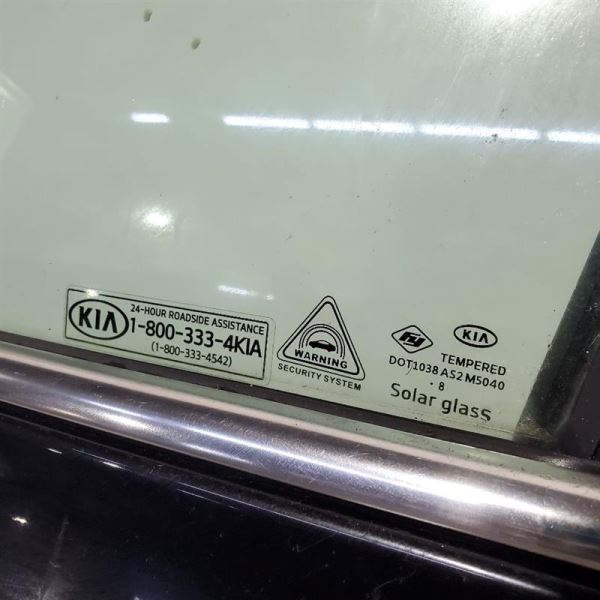 KIA
24-HOUR ROADSIDE ASSISTANCE
1-800-333-4KIA
(1-800-333-4542)
WARNING
SECURITY SYSTEM
KIA
TEMPERED
DOT1038 AS2 M5040
. 8
Solar glass